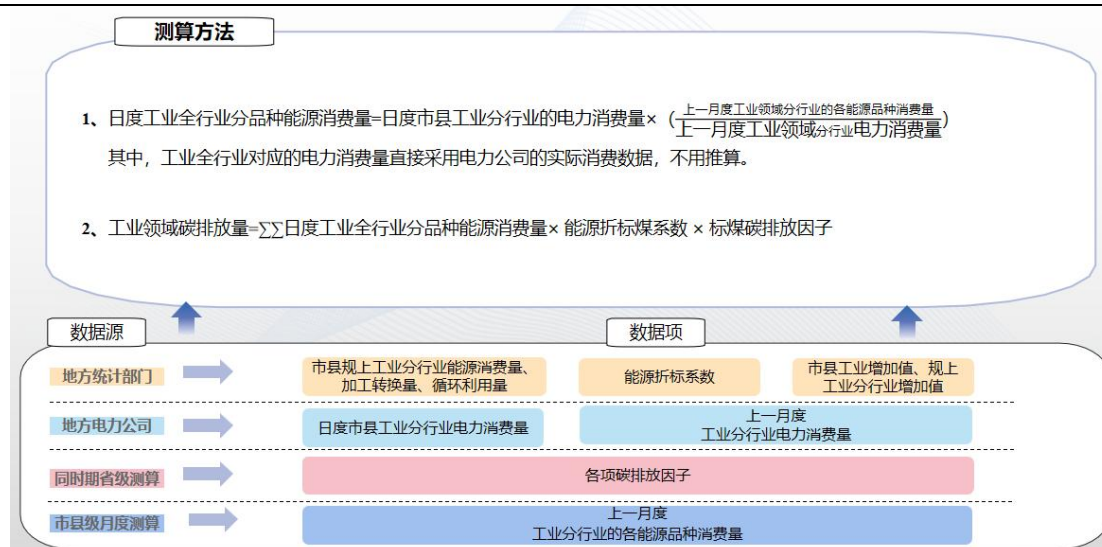 测算方法
1、日度工业全行业分品种能源消费量=日度市县工业分行业的电力消费量×（上一月度工业领域分行业的各能源品种消费量/上一月度工业领域分行业电力消费量）
其中，工业全行业对应的电力消费量直接采用电力公司的实际消费数据，不用推算。
2、工业领域碳排放量=∑∑日度工业全行业分品种能源消费量× 能源折标煤系数 × 标煤碳排放因子
数据源
数据项
地方统计部门
市县规上工业分行业能源消费量、
加工转换量、循环利用量
能源折标系数
市县工业增加值、规上
工业分行业增加值
地方电力公司
日度市县工业分行业电力消费量
上一月度
工业分行业电力消费量
同时期省级测算
各项碳排放因子
市县级月度测算
上一月度
工业分行业的各能源品种消费量